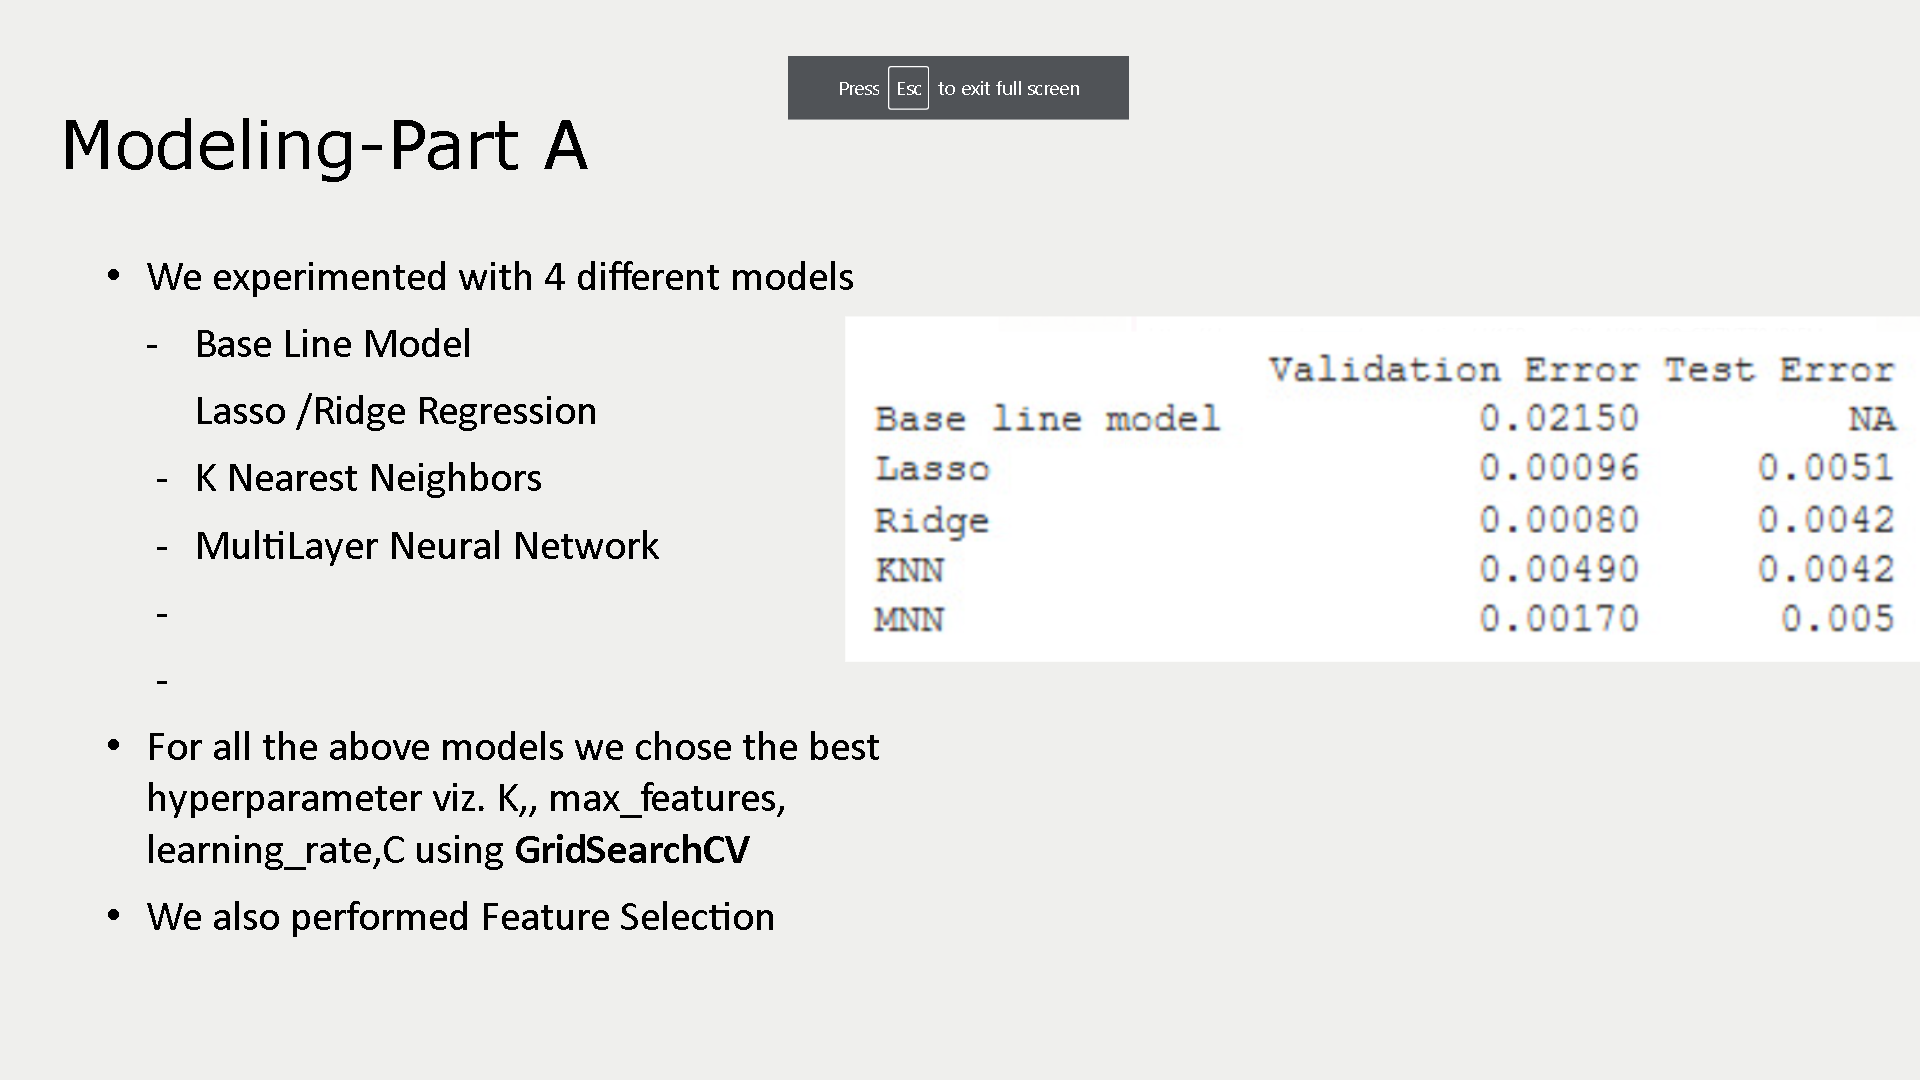 Press Esc to exit full screen
Modeling-Part A
• We experimented with 4 different models
- Base Line Model
Lasso /Ridge Regression
- K Nearest Neighbors
- MultiLayer Neural Network
-
-
• For all the above models we chose the best
hyperparameter viz. K,, max_features,
learning_rate,C using GridSearchCV
• We also performed Feature Selection
Validation Error Test Error
Base line model 0.02150 NA
Lasso 0.00096 0.0051
Ridge 0.00080 0.0042
KNN 0.00490 0.0042
MNN 0.00170 0.005